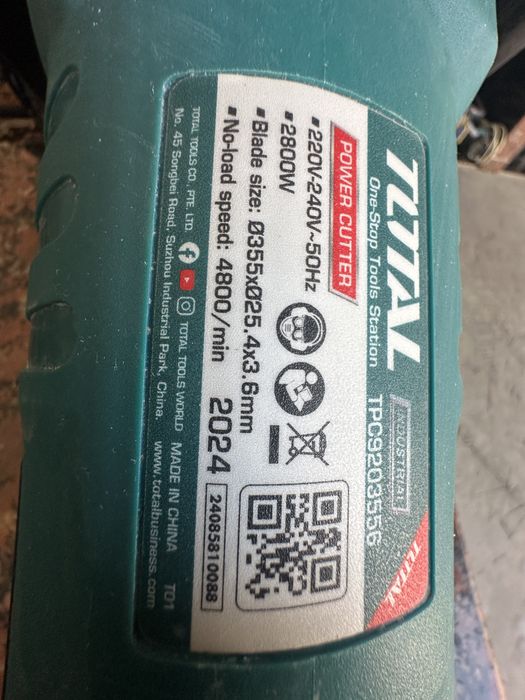 TOTAL
One-Stop Tools Station
INDUSTRIAL
TPC9203556
TOTAL
POWER CUTTER
▪220V-240V~50Hz
▪2800W
▪Blade size: Ø355xØ25.4x3.6mm
▪No-load speed: 4800/min
2024
24085810088
TOTAL TOOLS CO., PTE. LTD.
TOTAL TOOLS WORLD
MADE IN CHINA
T01
No. 45 Songbei Road, Suzhou Industrial Park, China.
www.totalbusiness.com